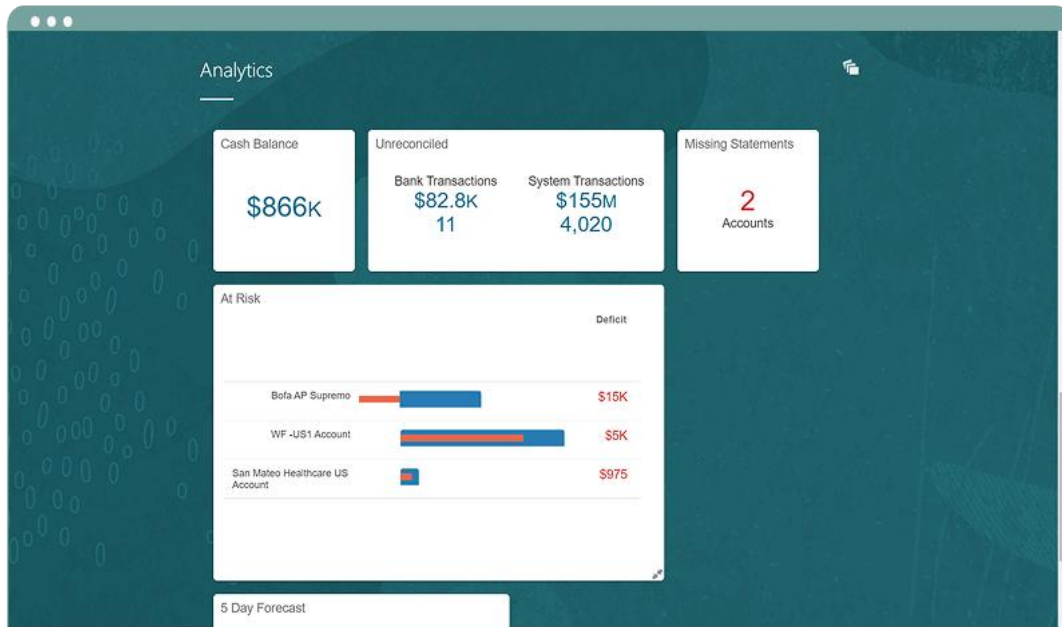 Analytics
Cash Balance
$866K
Unreconciled
Bank Transactions
$82.8K
11
System Transactions
$155M
4,020
Missing Statements
2
Accounts
At Risk
Deficit
Bofa AP Supremo
$15K
WF -US1 Account
$5K
San Mateo Healthcare US
Account
$975
5 Day Forecast